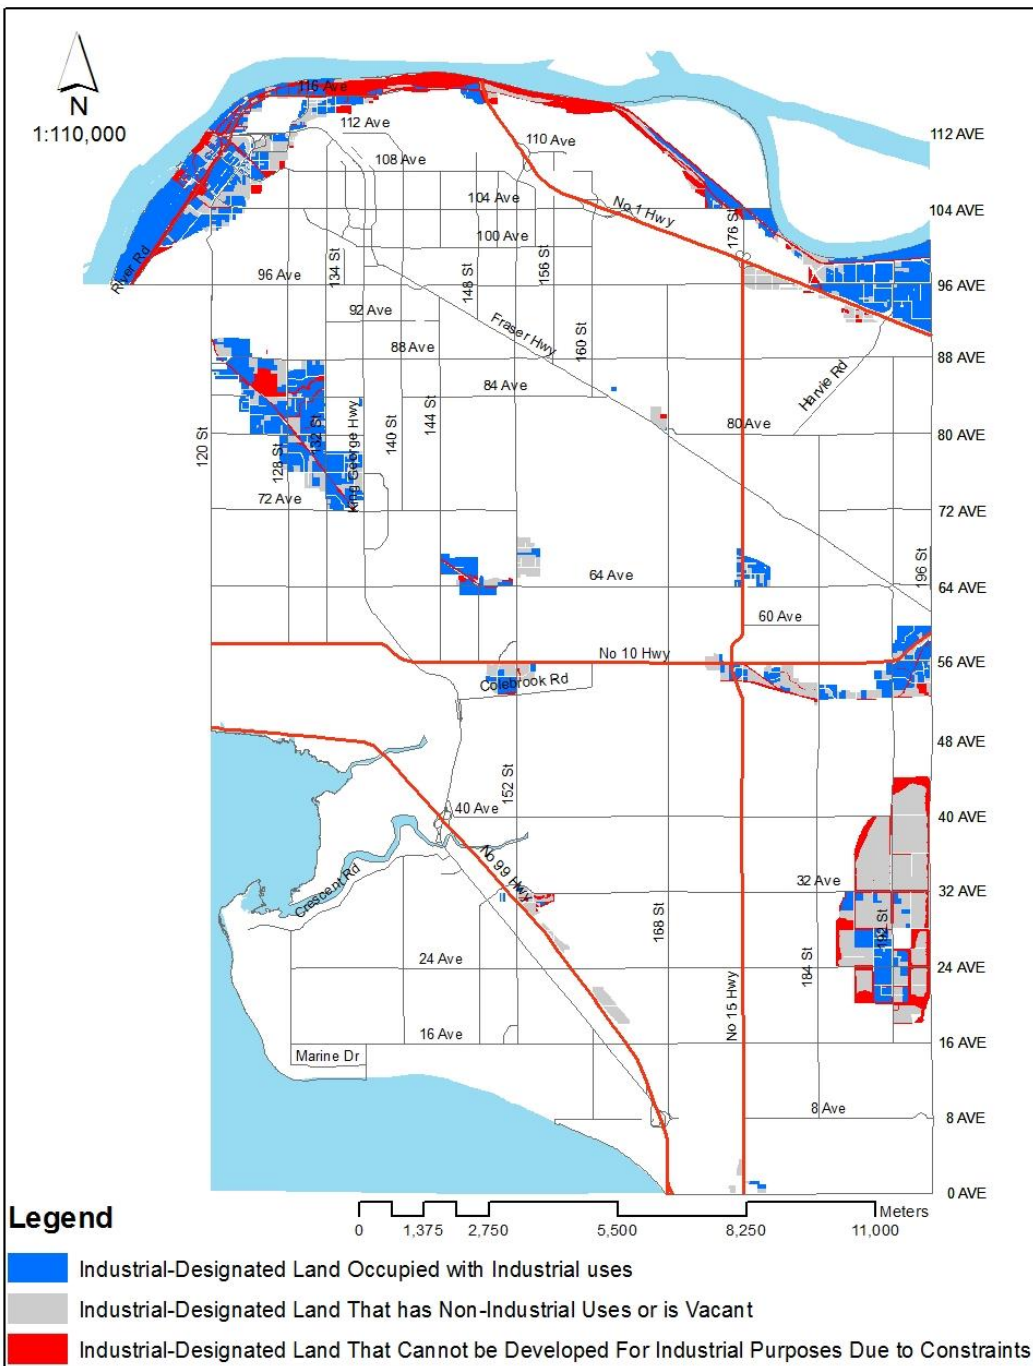 N
1:110,000
116 Ave
112 Ave
112 AVE
110 Ave
108 Ave
104 Ave
No 1 Hwy
104 AVE
176 St
100 Ave
River Rd
134 St
148 St
156 St
96 Ave
96 AVE
92 Ave
Fraser Hwy
160 St
88 Ave
88 AVE
Harvie Rd
84 Ave
120 St
128 St
132 St
King George Hwy
140 St
144 St
80 Ave
80 AVE
72 Ave
72 AVE
196 St
64 Ave
64 AVE
60 Ave
No 10 Hwy
56 AVE
Colebrook Rd
48 AVE
152 St
40 Ave
40 AVE
No 99 Hwy
Crescent Rd
32 Ave
32 AVE
168 St
192 St
184 St
24 Ave
24 AVE
No 15 Hwy
16 Ave
16 AVE
Marine Dr
8 Ave
8 AVE
0 AVE
Legend
Meters
0 1,375 2,750 5,500 8,250 11,000
Industrial-Designated Land Occupied with Industrial uses
Industrial-Designated Land That has Non-Industrial Uses or is Vacant
Industrial-Designated Land That Cannot be Developed For Industrial Purposes Due to Constraints